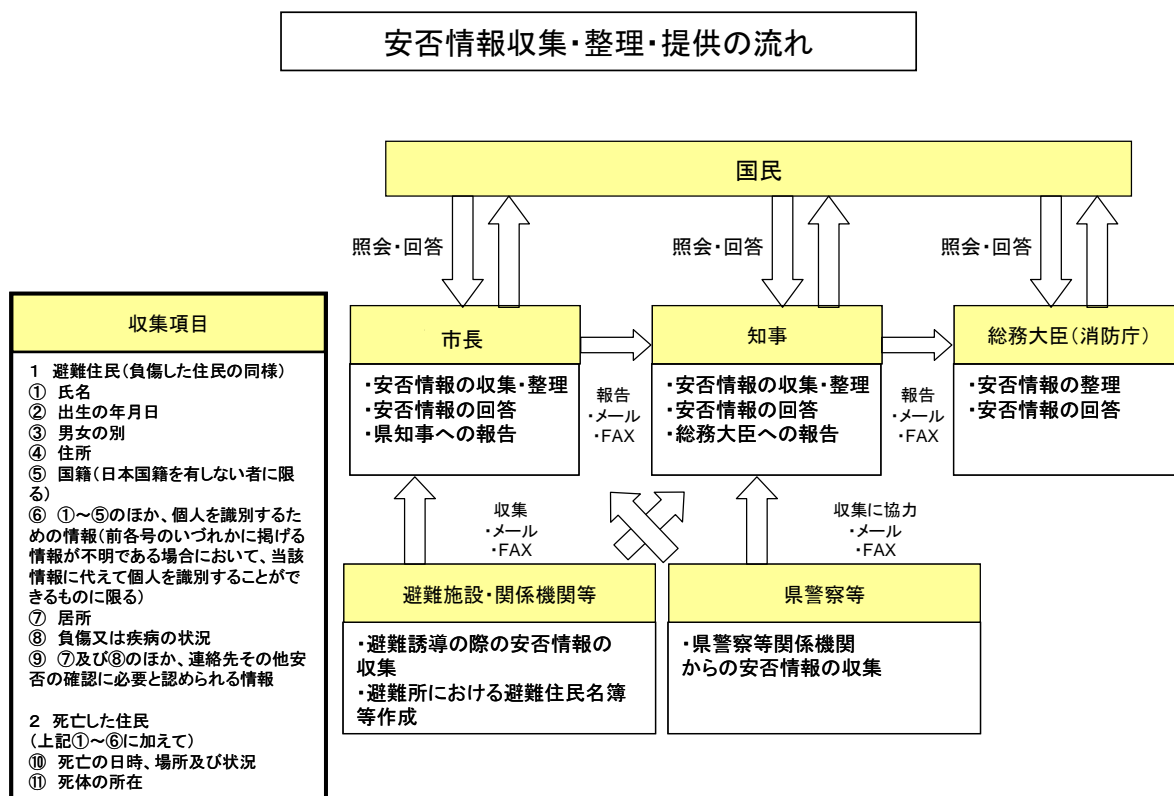 安否情報収集・整理・提供の流れ
国民
照会・回答
照会・回答
照会・回答
収集項目
1 避難住民(負傷した住民の同様)
① 氏名
② 出生の年月日
③ 男女の別
④ 住所
⑤ 国籍(日本国籍を有しない者に限
る)
⑥ ①～⑤のほか、個人を識別するた
めの情報(前各号のいづれかに掲げる
情報が不明である場合において、当該
情報に代えて個人を識別することがで
きるものに限る)
⑦ 居所
⑧ 負傷又は疾病の状況
⑨ ⑦及び⑧のほか、連絡先その他安
否の確認に必要と認められる情報
2 死亡した住民
(上記①～⑥に加えて)
⑩ 死亡の日時、場所及び状況
⑪ 死体の所在
市長
・安否情報の収集・整理
・安否情報の回答
・県知事への報告
報告
・メール
・FAX
知事
・安否情報の収集・整理
・安否情報の回答
・総務大臣への報告
報告
・メール
・FAX
総務大臣(消防庁)
・安否情報の整理
・安否情報の回答
収集
・メール
・FAX
収集に協力
・メール
・FAX
避難施設・関係機関等
・避難誘導の際の安否情報の
収集
・避難所における避難住民名簿
等作成
県警察等
・県警察等関係機関
からの安否情報の収集